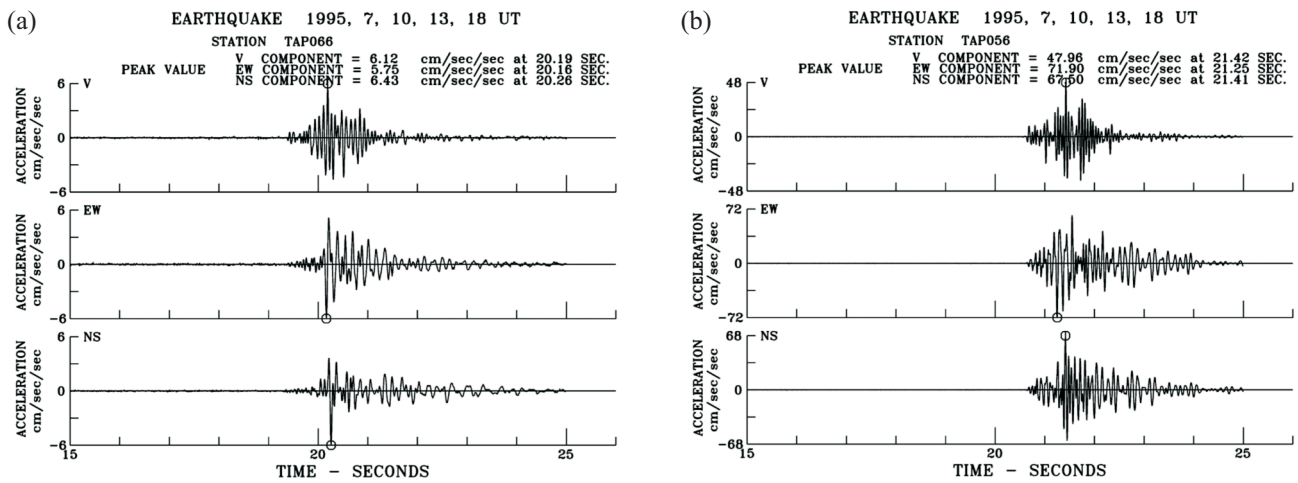 (a)
EARTHQUAKE 1995, 7, 10, 13, 18 UT
STATION TAP066
V COMPONENT = 6.12 cm/sec/sec at 20.19 SEC.
PEAK VALUE EW COMPONENT = 5.75 cm/sec/sec at 20.16 SEC.
NS COMPONENT = 6.43 cm/sec/sec at 20.26 SEC.
ACCELERATION
cm/sec/sec
6
0
-6
V
ACCELERATION
cm/sec/sec
6
0
-6
EW
ACCELERATION
cm/sec/sec
6
0
-6
NS
15 20 25
TIME - SECONDS
(b)
EARTHQUAKE 1995, 7, 10, 13, 18 UT
STATION TAP056
V COMPONENT = 47.96 cm/sec/sec at 21.42 SEC.
PEAK VALUE EW COMPONENT = 71.90 cm/sec/sec at 21.25 SEC.
NS COMPONENT = 67.50 cm/sec/sec at 21.41 SEC.
ACCELERATION
cm/sec/sec
48
0
-48
V
ACCELERATION
cm/sec/sec
72
0
-72
EW
ACCELERATION
cm/sec/sec
68
0
-68
NS
15 20 25
TIME - SECONDS